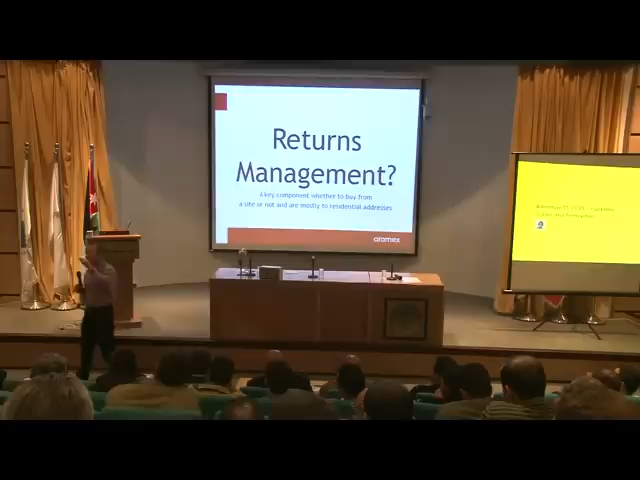 Returns
Management?
A key component whether to buy from
a site or not and are mostly to residential addresses
aramex